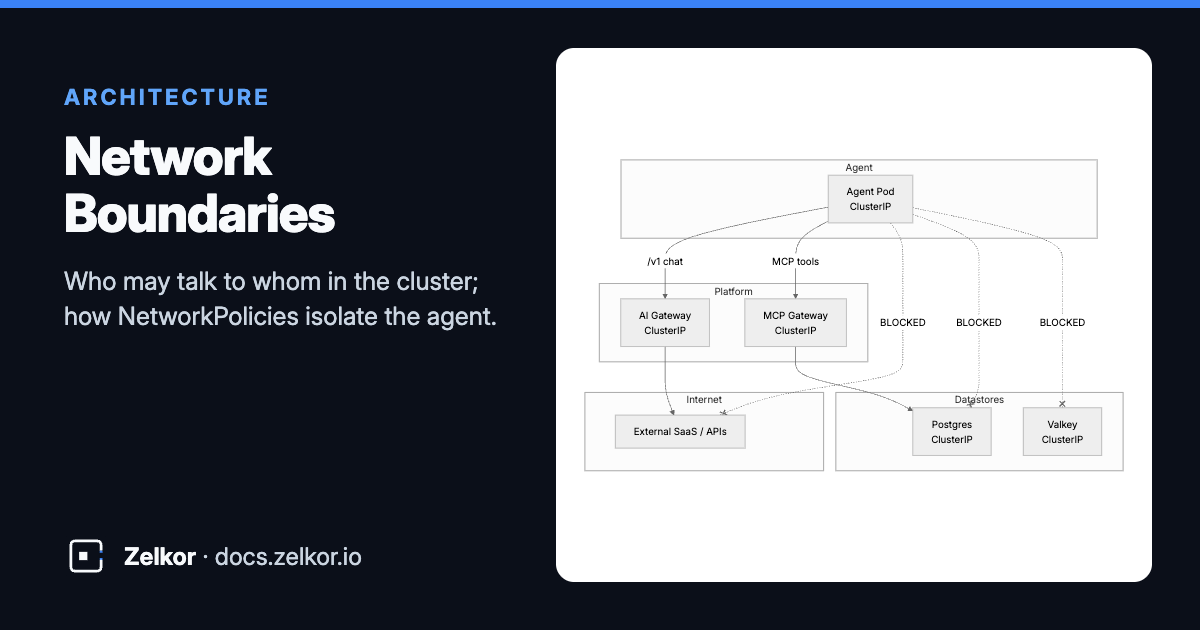 ARCHITECTURE
Network
Boundaries
Who may talk to whom in the cluster;
how NetworkPolicies isolate the agent.
Zelkor · docs.zelkor.io
Agent
Agent Pod
ClusterIP
/v1 chat
MCP tools
Platform
AI Gateway
ClusterIP
MCP Gateway
ClusterIP
BLOCKED
BLOCKED
BLOCKED
Internet
External SaaS / APIs
Datastores
Postgres
ClusterIP
Valkey
ClusterIP